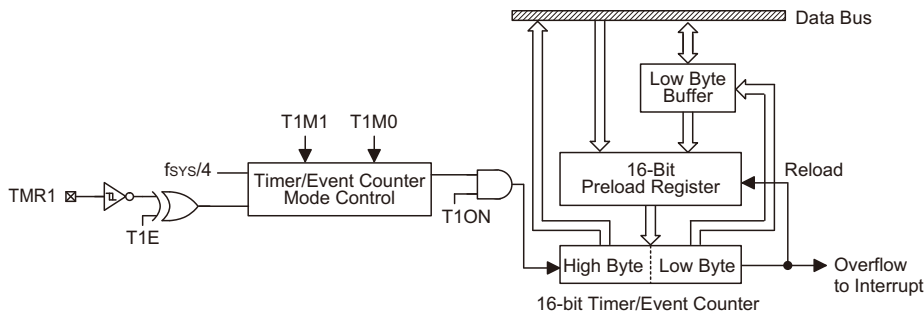 Data Bus
Low Byte
Buffer
T1M1
T1M0
fSYS/4
Timer/Event Counter
Mode Control
16-Bit
Preload Register
Reload
TMR1
T1E
T1ON
High Byte
Low Byte
Overflow
to Interrupt
16-bit Timer/Event Counter